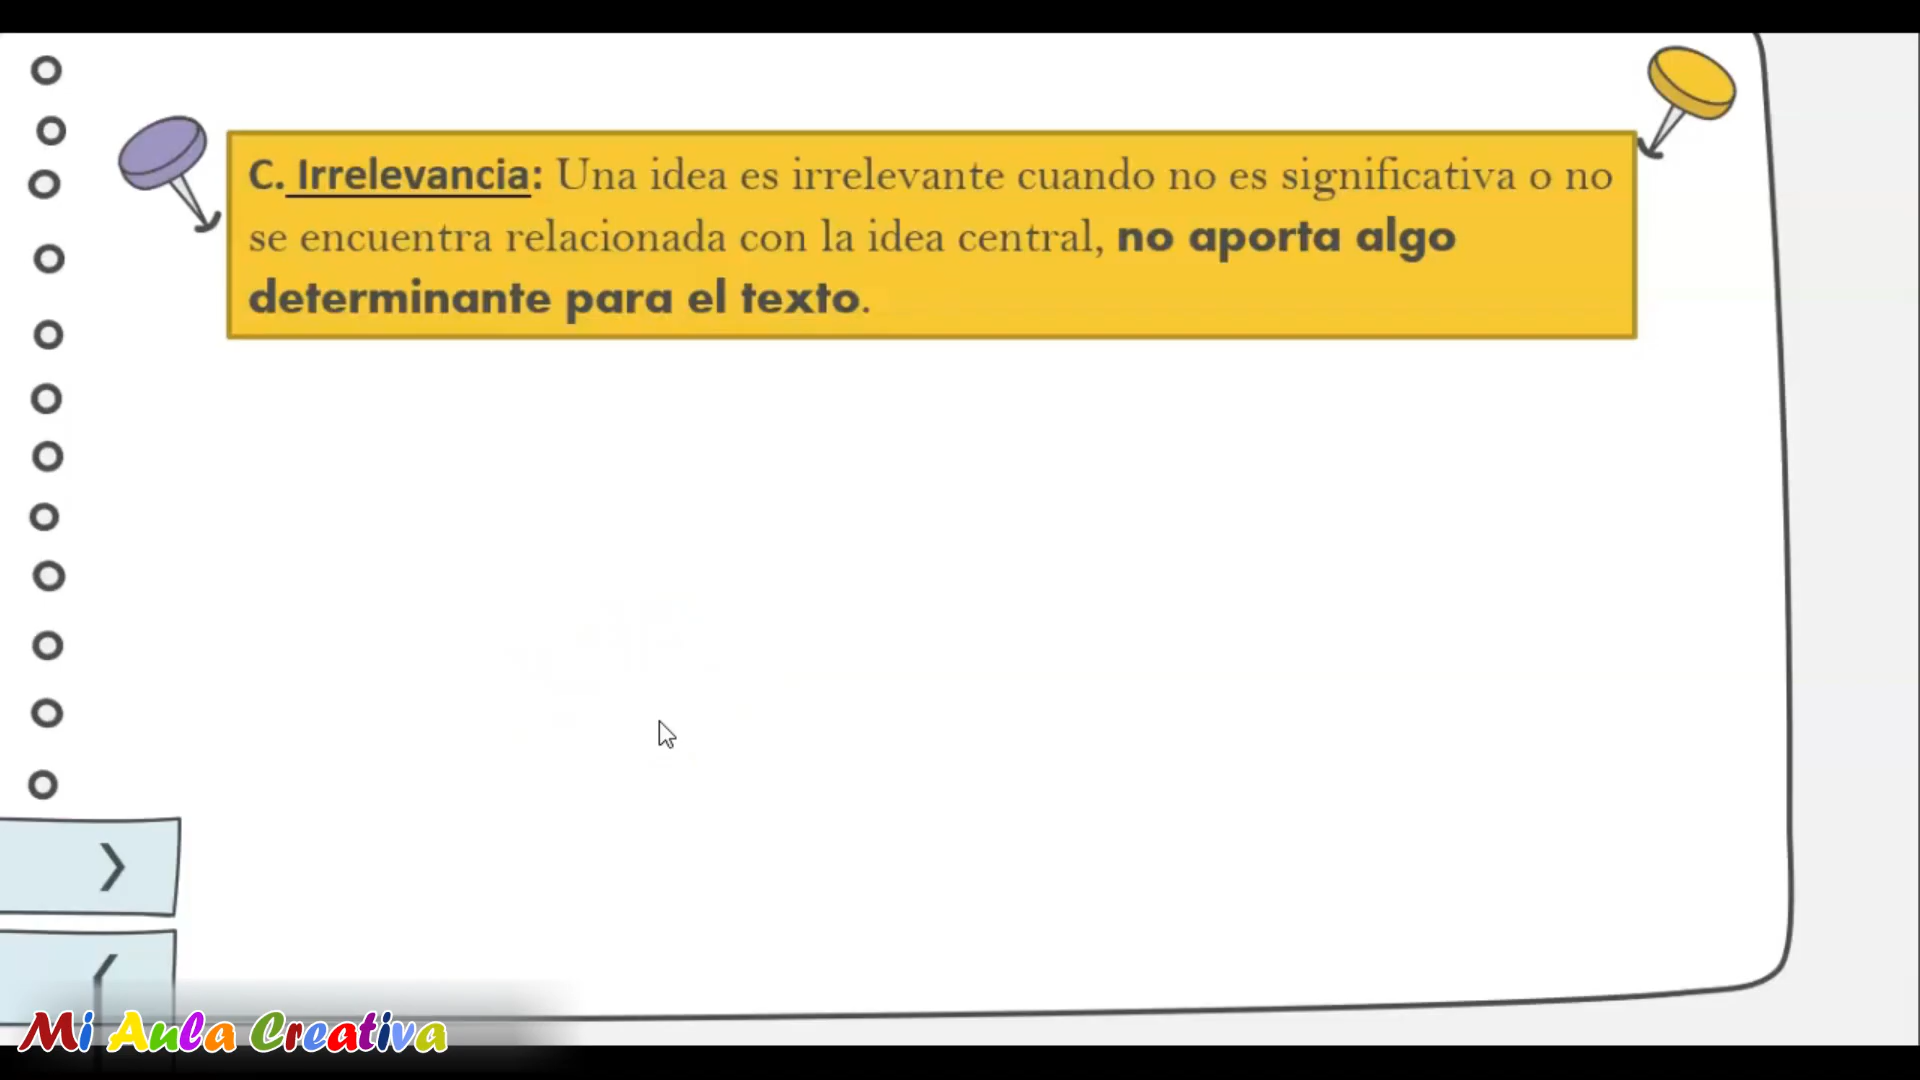 C. Irrelevancia: Una idea es irrelevante cuando no es significativa o no
se encuentra relacionada con la idea central, no aporta algo
determinante para el texto.
Mi Aula Creativa